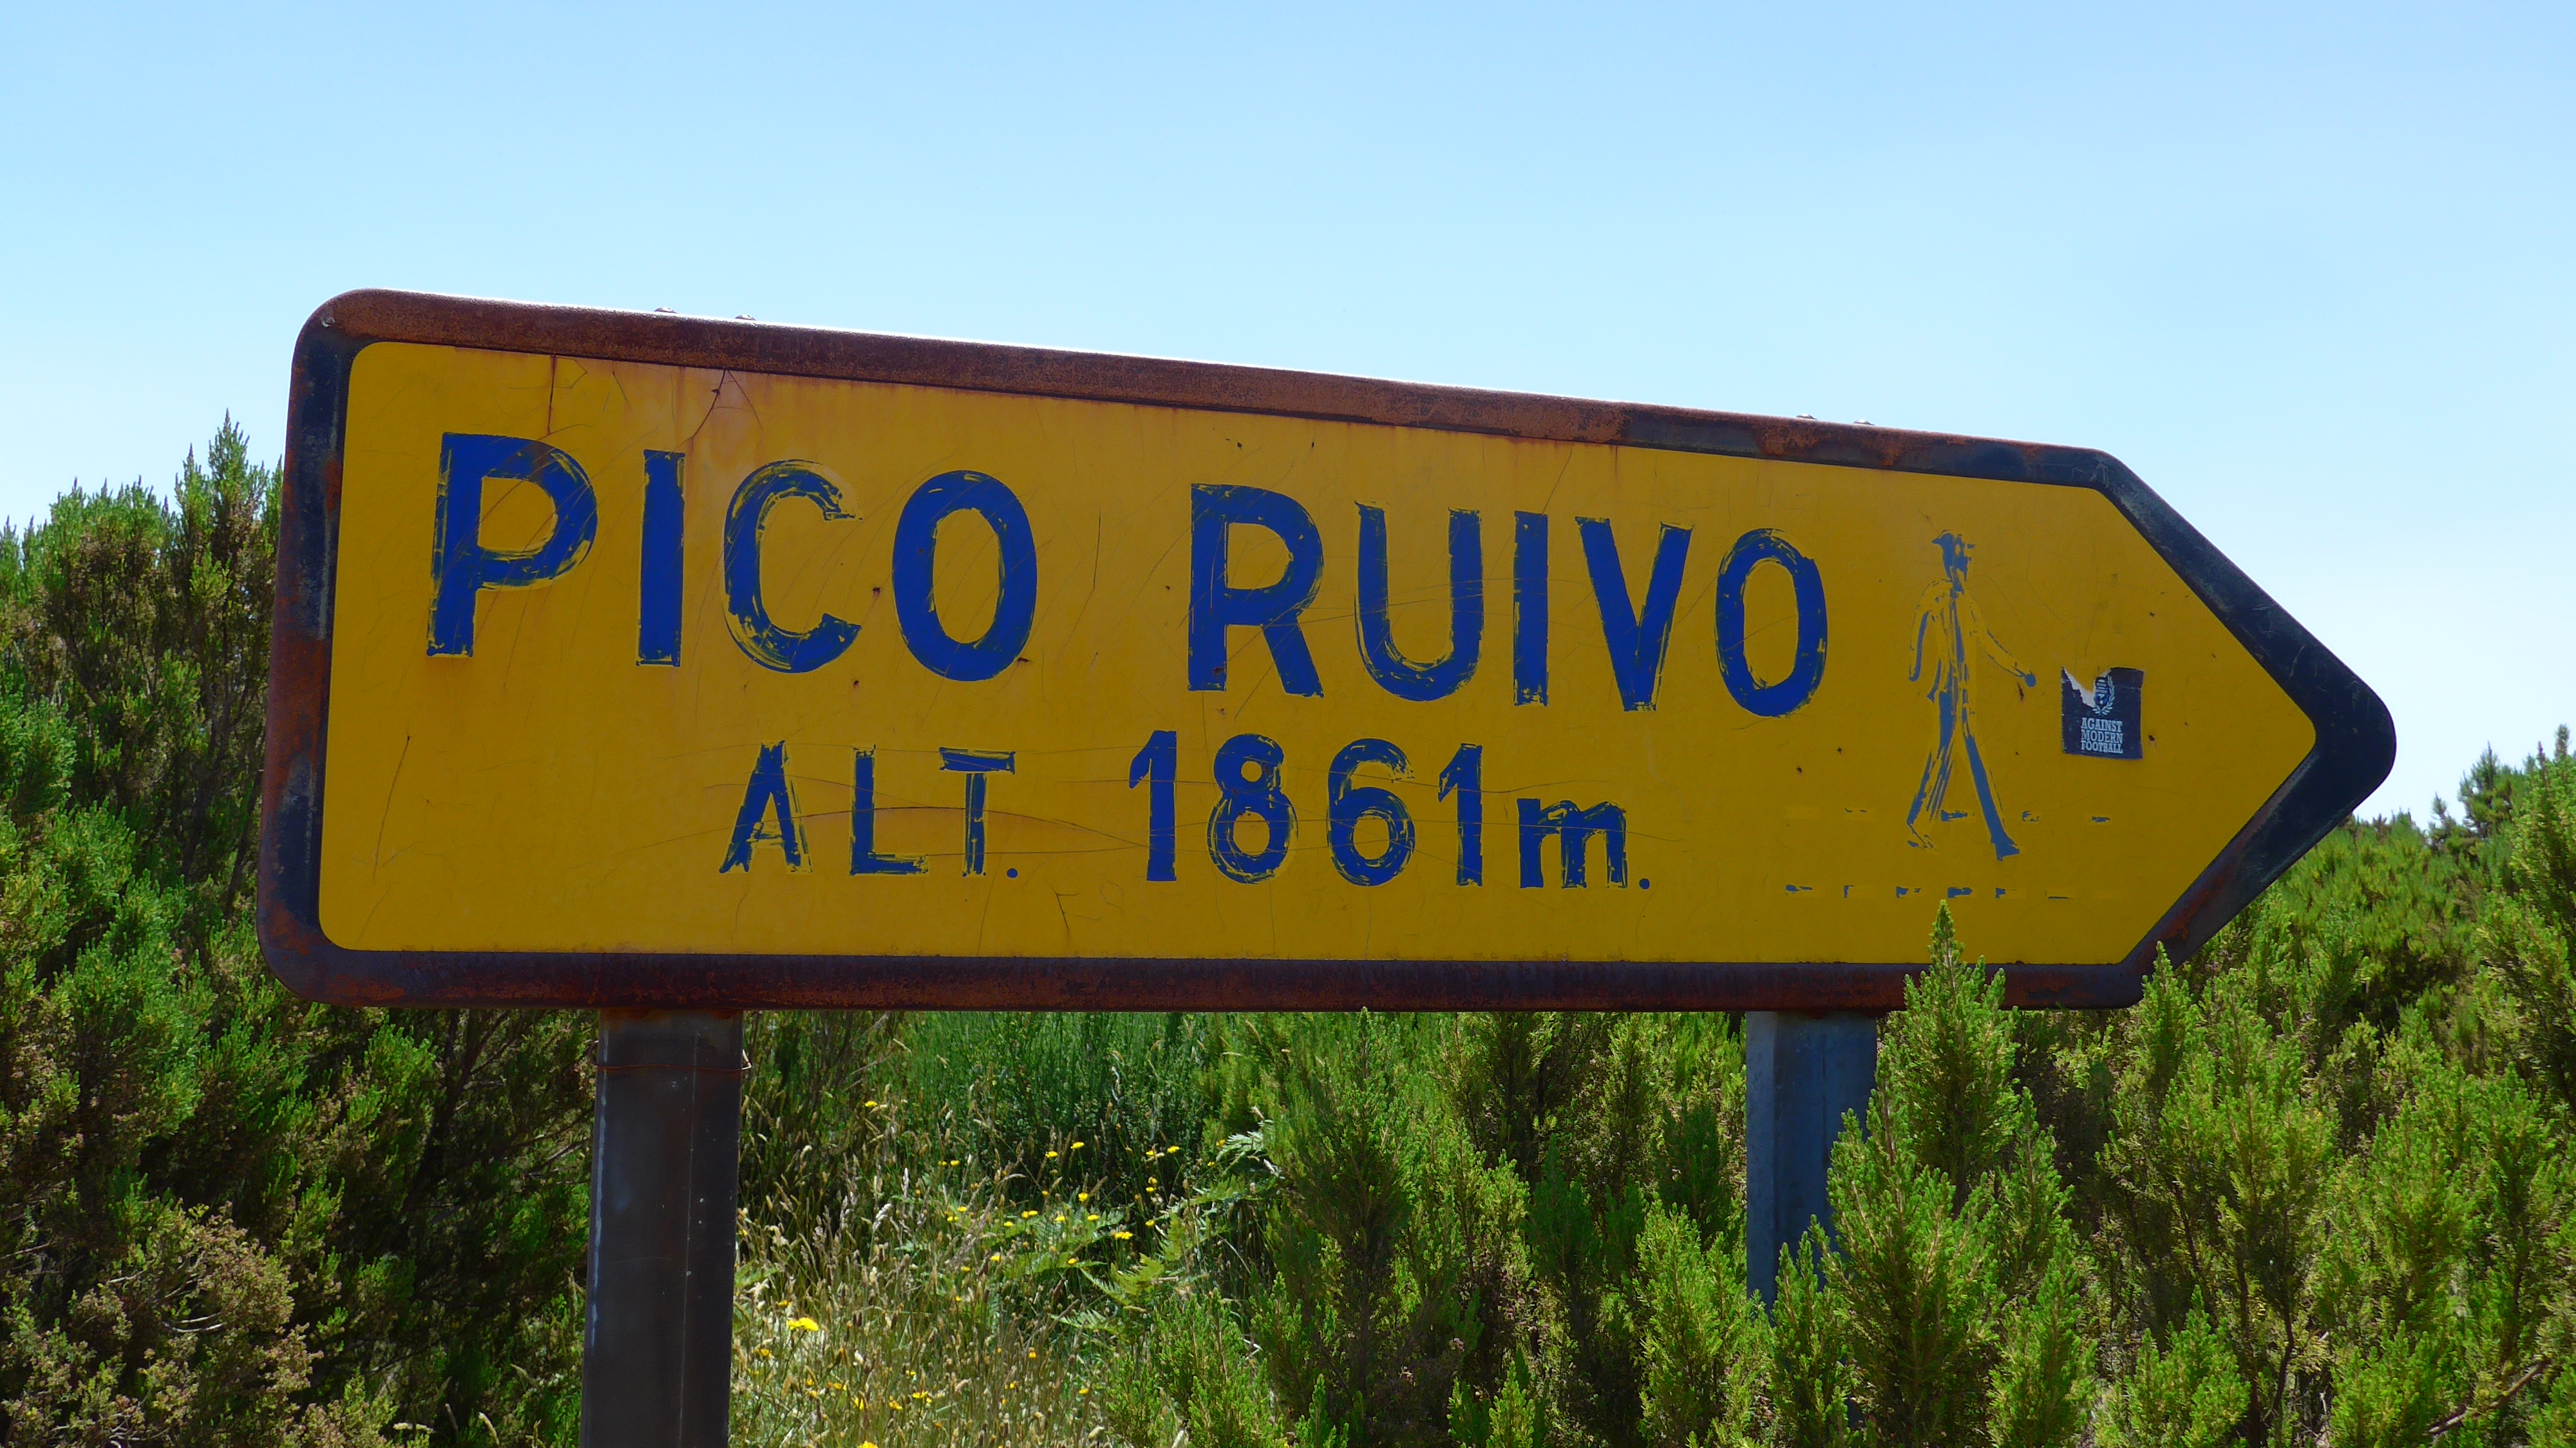 PICO RUIVO
ALT. 1861m.
AGAINST
MODERN
FOOTBALL